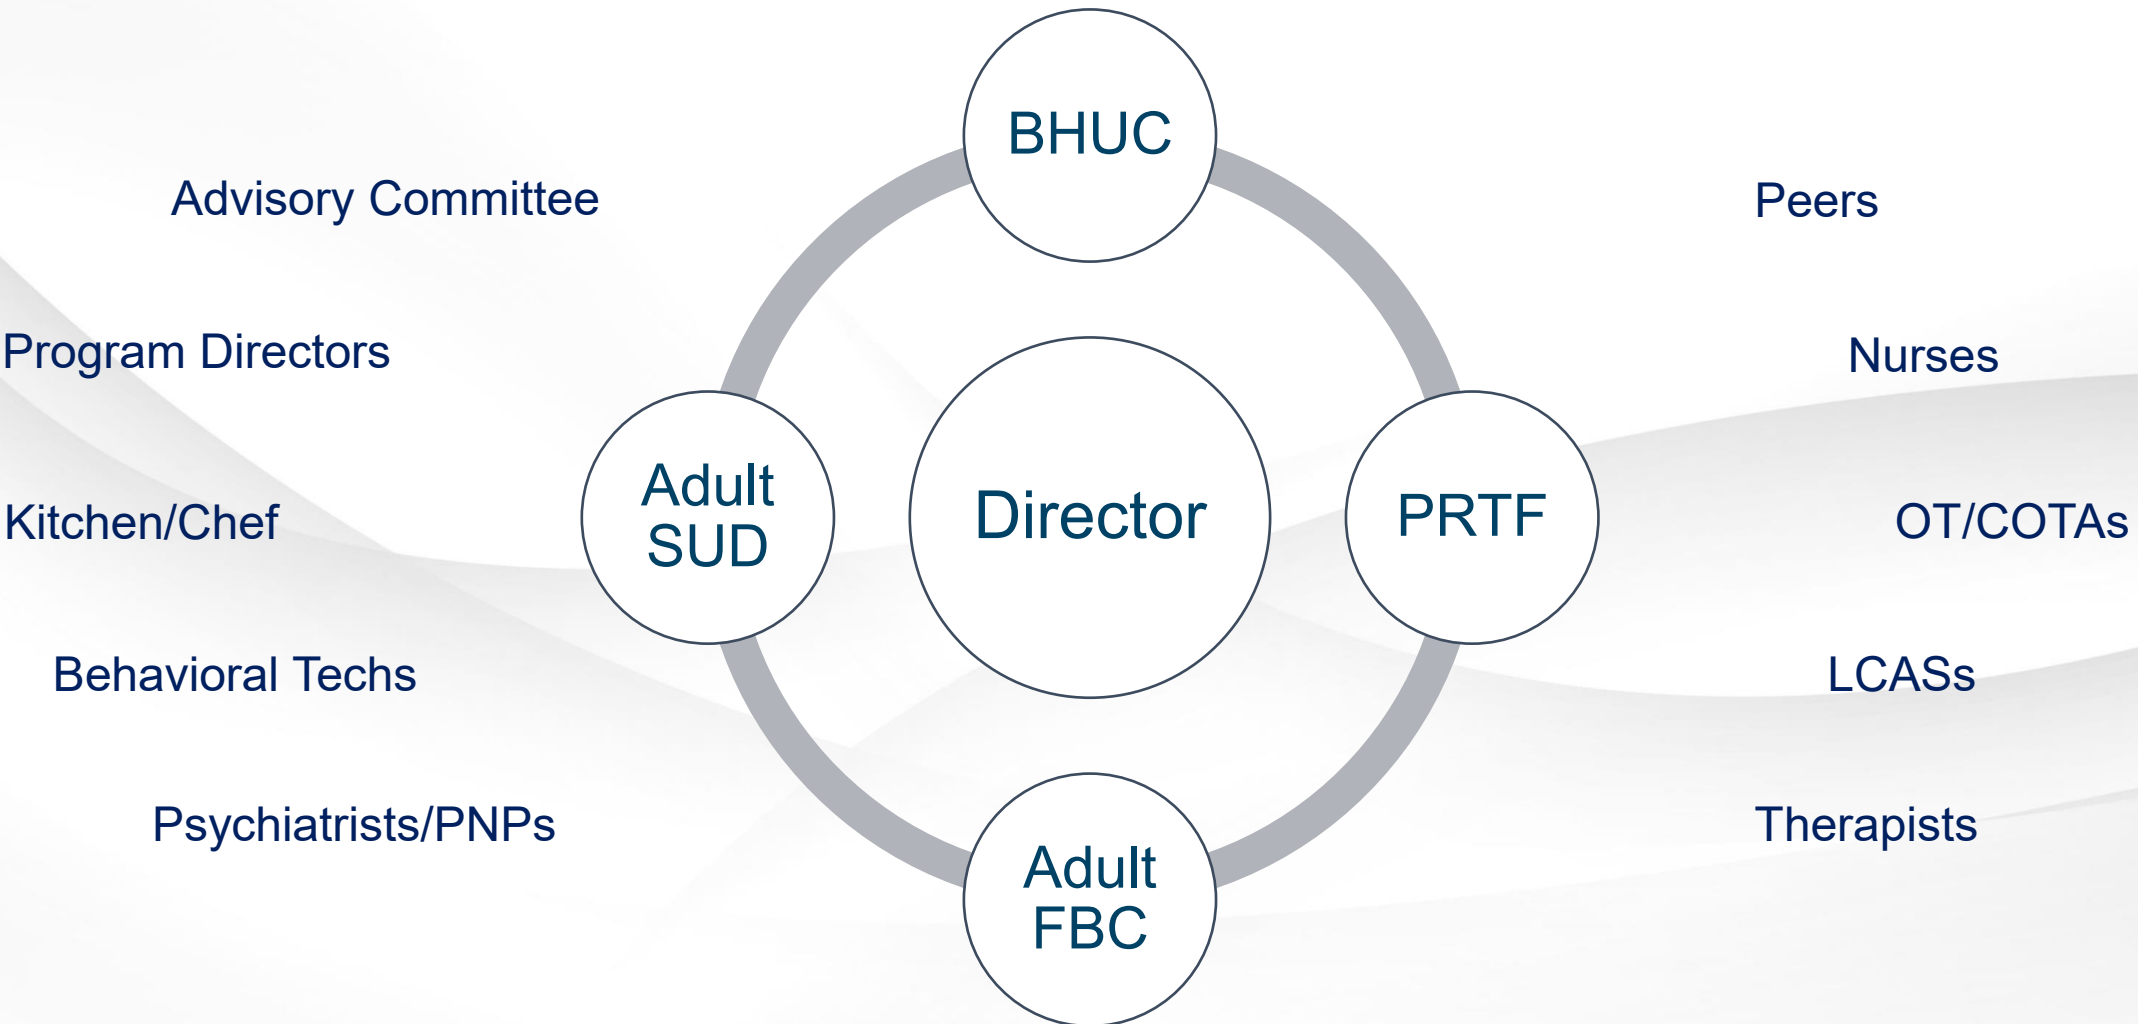 BHUC
Advisory Committee
Peers
Program Directors
Nurses
Adult
SUD
Director
PRTF
Kitchen/Chef
OT/COTAs
Behavioral Techs
LCASs
Psychiatrists/PNPs
Therapists
Adult
FBC